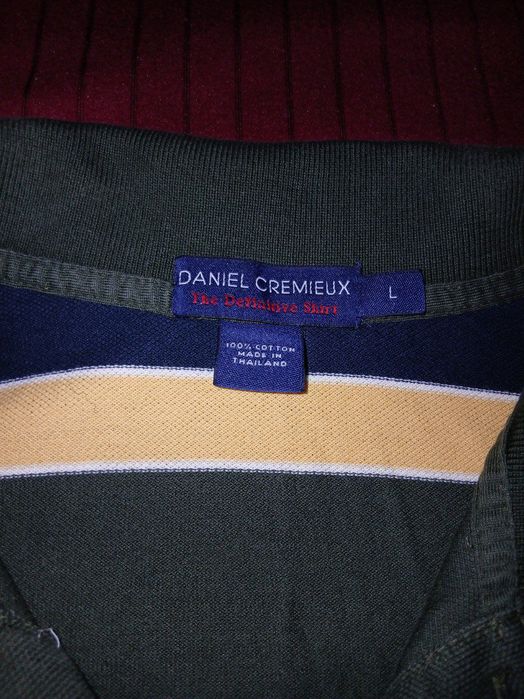 DANIEL CREMIEUX
The Definitive Shirt
L
100% COTTON
MADE IN
THAILAND